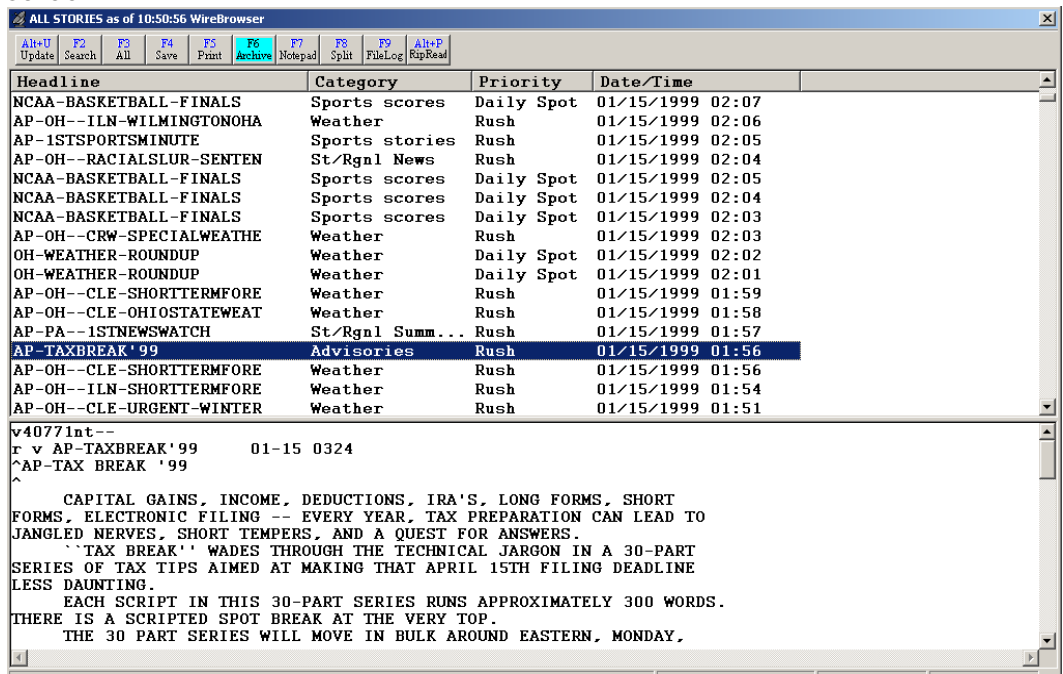 ALL STORIES as of 10:50:56 WireBrowser
Alt+U F2 F3 F4 F5 F6 F7 F8 F9 Alt+P
Update Search All Save Print Archive Notepad Split FileLog RipRead
Headline Category Priority Date/Time
NCAA-BASKETBALL-FINALS Sports scores Daily Spot 01/15/1999 02:07
AP-OH--ILN-WILMINGTONOHA Weather Rush 01/15/1999 02:06
AP-1STSPORTSMINUTE Sports stories Rush 01/15/1999 02:05
AP-OH--RACIALSLUR-SENTEN St/Rgnl News Rush 01/15/1999 02:04
NCAA-BASKETBALL-FINALS Sports scores Daily Spot 01/15/1999 02:05
NCAA-BASKETBALL-FINALS Sports scores Daily Spot 01/15/1999 02:04
NCAA-BASKETBALL-FINALS Sports scores Daily Spot 01/15/1999 02:03
AP-OH--CRW-SPECIALWEATHE Weather Rush 01/15/1999 02:03
OH-WEATHER-ROUNDUP Weather Daily Spot 01/15/1999 02:02
OH-WEATHER-ROUNDUP Weather Daily Spot 01/15/1999 02:01
AP-OH--CLE-SHORTTERMFORE Weather Rush 01/15/1999 01:59
AP-OH--CLE-OHIOSTATEWEAT Weather Rush 01/15/1999 01:58
AP-PA--1STNEWSWATCH St/Rgnl Summ... Rush 01/15/1999 01:57
AP-TAXBREAK'99 Advisories Rush 01/15/1999 01:56
AP-OH--CLE-SHORTTERMFORE Weather Rush 01/15/1999 01:56
AP-OH--ILN-SHORTTERMFORE Weather Rush 01/15/1999 01:54
AP-OH--CLE-URGENT-WINTER Weather Rush 01/15/1999 01:51
v40771nt--
r v AP-TAXBREAK'99 01-15 0324
^AP-TAX BREAK '99
^
CAPITAL GAINS, INCOME, DEDUCTIONS, IRA'S, LONG FORMS, SHORT
FORMS, ELECTRONIC FILING -- EVERY YEAR, TAX PREPARATION CAN LEAD TO
JANGLED NERVES, SHORT TEMPERS, AND A QUEST FOR ANSWERS.
``TAX BREAK'' WADES THROUGH THE TECHNICAL JARGON IN A 30-PART
SERIES OF TAX TIPS AIMED AT MAKING THAT APRIL 15TH FILING DEADLINE
LESS DAUNTING.
EACH SCRIPT IN THIS 30-PART SERIES RUNS APPROXIMATELY 300 WORDS.
THERE IS A SCRIPTED SPOT BREAK AT THE VERY TOP.
THE 30 PART SERIES WILL MOVE IN BULK AROUND EASTERN, MONDAY,